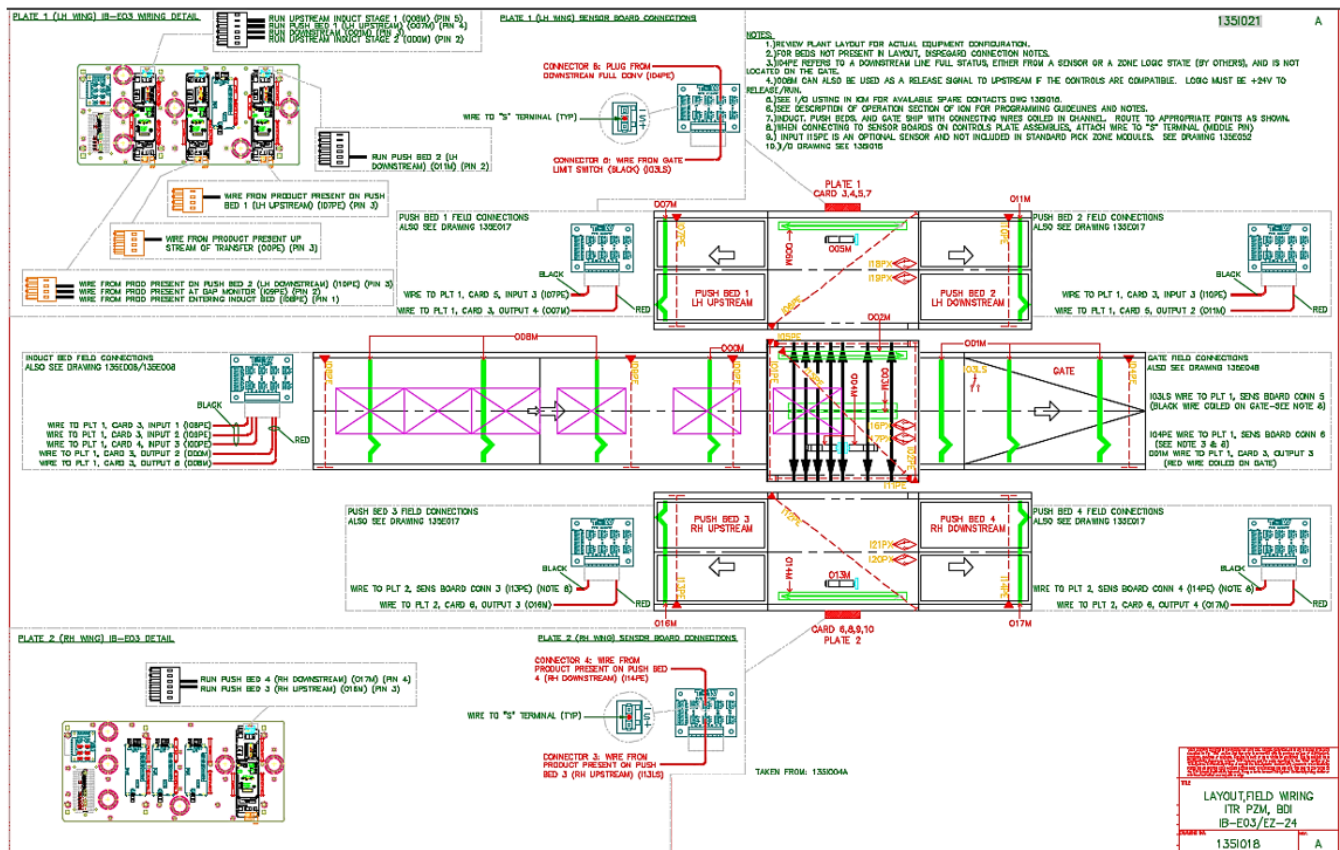 PLATE 1 (LH WING) IB-E03 WIRING DETAIL
RUN UPSTREAM INDUCT STAGE 1 (O08M) (PIN 5)
RUN PUSH BED 1 (LH UPSTREAM) (O07M) (PIN 4)
RUN DOWNSTREAM (O01M) (PIN 3)
RUN UPSTREAM INDUCT STAGE 2 (O00M) (PIN 2)
RUN PUSH BED 2 (LH
DOWNSTREAM) (O11M) (PIN 2)
WIRE FROM PRODUCT PRESENT ON PUSH
BED 1 (LH UPSTREAM) (I07PE) (PIN 3)
WIRE FROM PRODUCT PRESENT UP
STREAM OF TRANSFER (I00PE) (PIN 3)
WIRE FROM PROD PRESENT ON PUSH BED 2 (LH DOWNSTREAM) (I10PE) (PIN 3)
WIRE FROM PROD PRESENT AT GAP MONITOR (I09PE) (PIN 2)
WIRE FROM PROD PRESENT ENTERING INDUCT BED (I08PE) (PIN 1)
PLATE 1 (LH WING) SENSOR BOARD CONNECTIONS
CONNECTOR 6: PLUG FROM
DOWNSTREAM FULL CONV (I04PE)
WIRE TO "S" TERMINAL (TYP)
CONNECTOR 5: WIRE FROM GATE
LIMIT SWITCH (BLACK) (I03LS)
135I021 A
NOTES:
1.)REVIEW PLANT LAYOUT FOR ACTUAL EQUIPMENT CONFIGURATION.
2.)FOR BEDS NOT PRESENT IN LAYOUT, DISREGARD CONNECTION NOTES.
3.)I04PE REFERS TO A DOWNSTREAM LINE FULL STATUS, EITHER FROM A SENSOR OR A ZONE LOGIC STATE (BY OTHERS), AND IS NOT
LOCATED ON THE GATE.
4.)O08M CAN ALSO BE USED AS A RELEASE SIGNAL TO UPSTREAM IF THE CONTROLS ARE COMPATIBLE. LOGIC MUST BE +24V TO
RELEASE/RUN.
5.)SEE I/O LISTING IN IOM FOR AVAILABLE SPARE CONTACTS DWG 135I016.
6.)SEE DESCRIPTION OF OPERATION SECTION OF IOM FOR PROGRAMMING GUIDELINES AND NOTES.
7.)INDUCT, PUSH BEDS, AND GATE SHIP WITH CONNECTING WIRES COILED IN CHANNEL. ROUTE TO APPROPRIATE POINTS AS SHOWN.
8.)WHEN CONNECTING TO SENSOR BOARDS ON CONTROLS PLATE ASSEMBLIES, ATTACH WIRE TO "S" TERMINAL (MIDDLE PIN)
9.) INPUT I15PE IS AN OPTIONAL SENSOR AND NOT INCLUDED IN STANDARD PICK ZONE MODULES. SEE DRAWING 135E052
10.)I/O DRAWING SEE 135I016
PLATE 1
CARD 3,4,5,7
PUSH BED 1 FIELD CONNECTIONS
ALSO SEE DRAWING 135E017
BLACK
WIRE TO PLT 1, CARD 5, INPUT 3 (I07PE)
WIRE TO PLT 1, CARD 3, OUTPUT 4 (O07M)
RED
O07M
I07PE
PUSH BED 1
LH UPSTREAM
O06M
O05M
I06PE
I18PX
I19PX
O11M
I10PE
PUSH BED 2
LH DOWNSTREAM
PUSH BED 2 FIELD CONNECTIONS
ALSO SEE DRAWING 135E017
BLACK
WIRE TO PLT 1, CARD 3, INPUT 3 (I10PE)
WIRE TO PLT 1, CARD 5, OUTPUT 2 (O11M)
RED
INDUCT BED FIELD CONNECTIONS
ALSO SEE DRAWING 135E006/135E008
BLACK
RED
WIRE TO PLT 1, CARD 3, INPUT 1 (I08PE)
WIRE TO PLT 1, CARD 3, INPUT 2 (I09PE)
WIRE TO PLT 1, CARD 4, INPUT 3 (I00PE)
WIRE TO PLT 1, CARD 3, OUTPUT 2 (O00M)
WIRE TO PLT 1, CARD 3, OUTPUT 5 (O08M)
O08M
O00M
I05PE
O02M
O04M
O03M
I16PX
I17PX
I02PE
I11PE
O01M
I03LS
GATE
I04PE
GATE FIELD CONNECTIONS
ALSO SEE DRAWING 135E048
I03LS WIRE TO PLT 1, SENS BOARD CONN 5
(BLACK WIRE COILED ON GATE-SEE NOTE 8)
I04PE WIRE TO PLT 1, SENS BOARD CONN 6
(SEE NOTE 3 & 8)
O01M WIRE TO PLT 1, CARD 3, OUTPUT 3
(RED WIRE COILED ON GATE)
PUSH BED 3 FIELD CONNECTIONS
ALSO SEE DRAWING 135E017
BLACK
WIRE TO PLT 2, SENS BOARD CONN 3 (I13PE) (NOTE 8)
WIRE TO PLT 2, CARD 6, OUTPUT 3 (O16M)
RED
PUSH BED 3
RH UPSTREAM
I12PE
I13PE
O14M
O13M
I21PX
I20PX
PUSH BED 4
RH DOWNSTREAM
I14PE
O16M
O17M
PUSH BED 4 FIELD CONNECTIONS
ALSO SEE DRAWING 135E017
BLACK
WIRE TO PLT 2, SENS BOARD CONN 4 (I14PE) (NOTE 8)
WIRE TO PLT 2, CARD 6, OUTPUT 4 (O17M)
RED
CARD 6,8,9,10
PLATE 2
PLATE 2 (RH WING) IB-E03 DETAIL
RUN PUSH BED 4 (RH DOWNSTREAM) (O17M) (PIN 4)
RUN PUSH BED 3 (RH UPSTREAM) (O16M) (PIN 3)
PLATE 2 (RH WING) SENSOR BOARD CONNECTIONS
CONNECTOR 4: WIRE FROM
PRODUCT PRESENT ON PUSH BED
4 (RH DOWNSTREAM) (I14PE)
WIRE TO "S" TERMINAL (TYP)
CONNECTOR 3: WIRE FROM
PRODUCT PRESENT ON PUSH
BED 3 (RH UPSTREAM) (I13LS)
TAKEN FROM: 135I004A
TITLE
LAYOUT,FIELD WIRING
ITR PZM, BDI
IB-E03/EZ-24
135I018 A